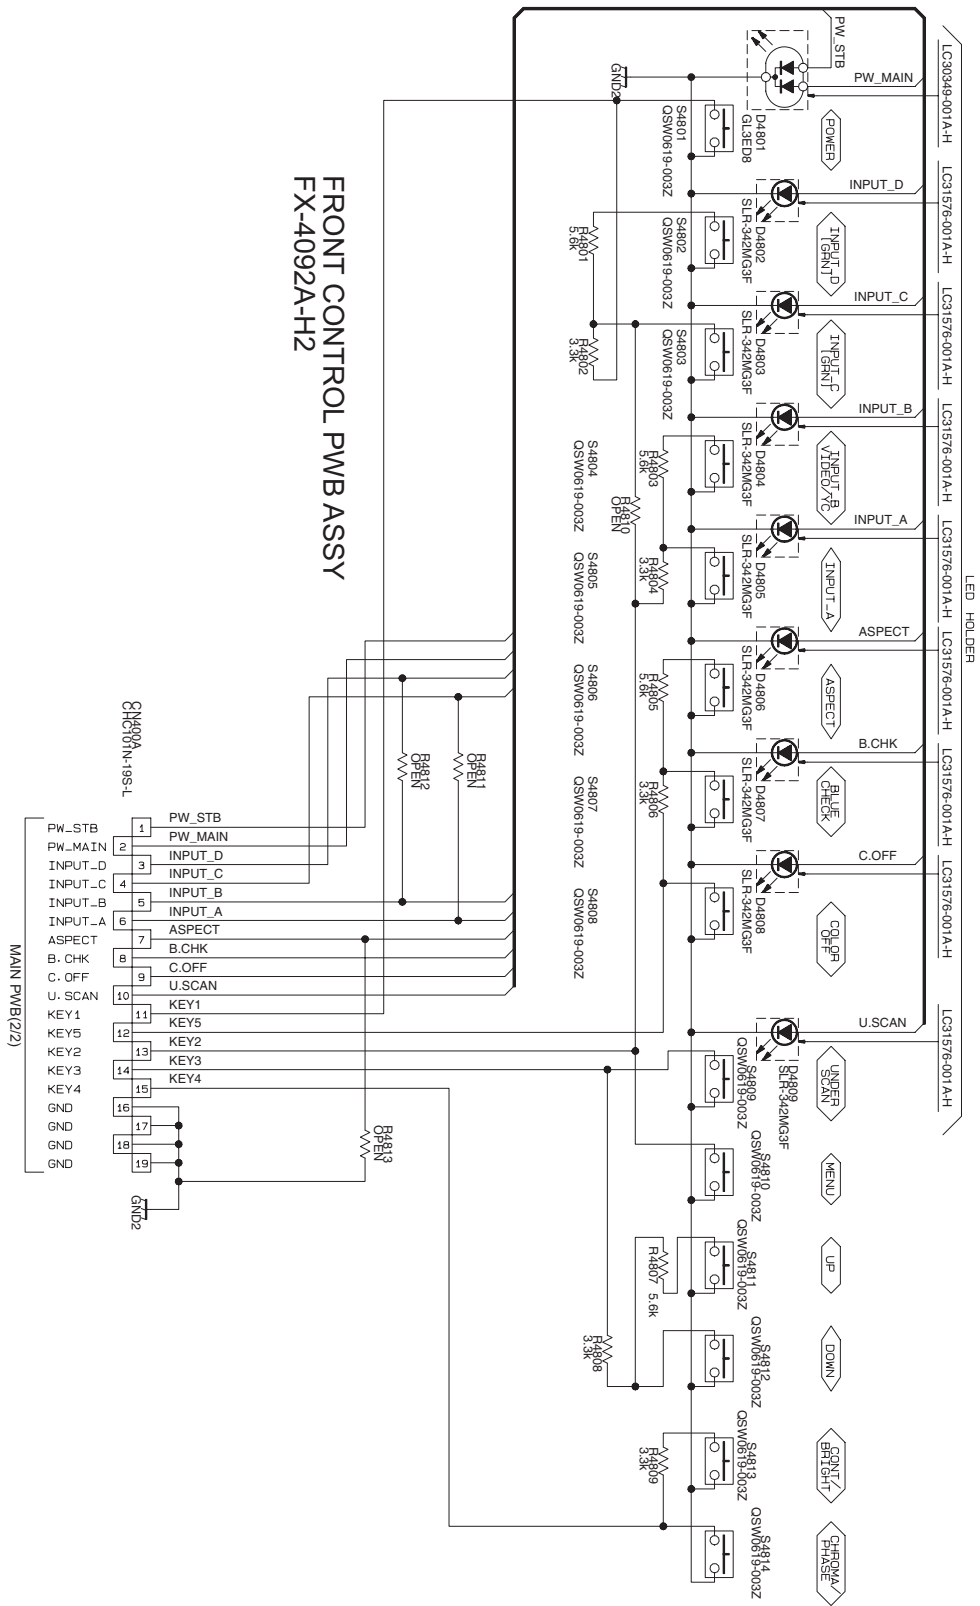 LED HOLDER
LC30349-001A-H
LC31576-001A-H
LC31576-001A-H
LC31576-001A-H
LC31576-001A-H
LC31576-001A-H
LC31576-001A-H
LC31576-001A-H
LC31576-001A-H
PW_STB
PW_MAIN
INPUT_D
INPUT_C
INPUT_B
INPUT_A
ASPECT
B.CHK
C.OFF
U.SCAN
POWER
INPUT_D
[GRN]
INPUT_C
[GRN]
INPUT_B
VIDEO/YC
INPUT_A
ASPECT
BLUE
CHECK
COLOR
OFF
UNDER
SCAN
MENU
UP
DOWN
CONT/
BRIGHT
CHROMA/
PHASE
D4801
GL3ED8
D4802
SLR-342MG3F
D4803
SLR-342MG3F
D4804
SLR-342MG3F
D4805
SLR-342MG3F
D4806
SLR-342MG3F
D4807
SLR-342MG3F
D4808
SLR-342MG3F
D4809
SLR-342MG3F
GND2
S4801
QSW0619-003Z
S4802
QSW0619-003Z
S4803
QSW0619-003Z
S4804
QSW0619-003Z
S4805
QSW0619-003Z
S4806
QSW0619-003Z
S4807
QSW0619-003Z
S4808
QSW0619-003Z
S4809
QSW0619-003Z
S4810
QSW0619-003Z
S4811
QSW0619-003Z
S4812
QSW0619-003Z
S4813
QSW0619-003Z
S4814
QSW0619-003Z
R4801
5.6k
R4802
3.3k
R4803
5.6k
R4804
3.3k
R4805
5.6k
R4806
3.3k
R4807 5.6k
R4808
3.3k
R4809
3.3k
R4810
OPEN
R4811
OPEN
R4812
OPEN
R4813
OPEN
FRONT CONTROL PWB ASSY
FX-4092A-H2
CN400A
CHC101N-19S-L
PW_STB 1 PW_STB
PW_MAIN 2 PW_MAIN
INPUT_D 3 INPUT_D
INPUT_C 4 INPUT_C
INPUT_B 5 INPUT_B
INPUT_A 6 INPUT_A
ASPECT 7 ASPECT
B.CHK 8 B.CHK
C.OFF 9 C.OFF
U.SCAN 10 U.SCAN
KEY1 11 KEY1
KEY5 12 KEY5
KEY2 13 KEY2
KEY3 14 KEY3
KEY4 15 KEY4
GND 16
GND 17
GND 18
GND 19
GND2
MAIN PWB(2/2)